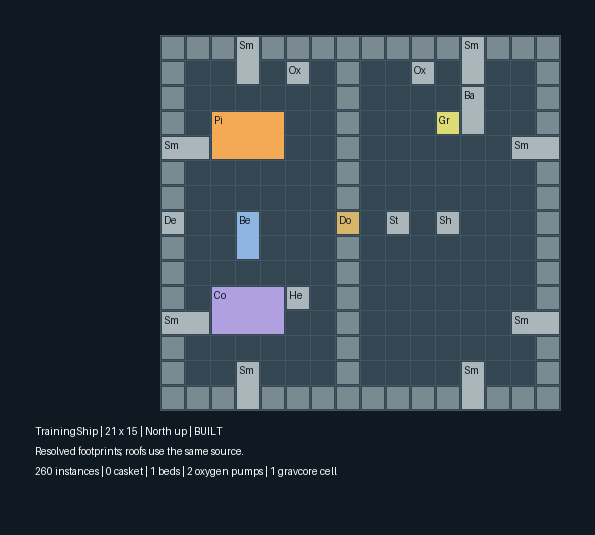 Sm Sm
Ox Ox
Ba
Pi Gr
Sm Sm
De Be Do St Sh
Co He
Sm Sm
Sm Sm
TrainingShip | 21 x 15 | North up | BUILT
Resolved footprints; roofs use the same source.
260 instances | 0 casket | 1 beds | 2 oxygen pumps | 1 gravcore cell